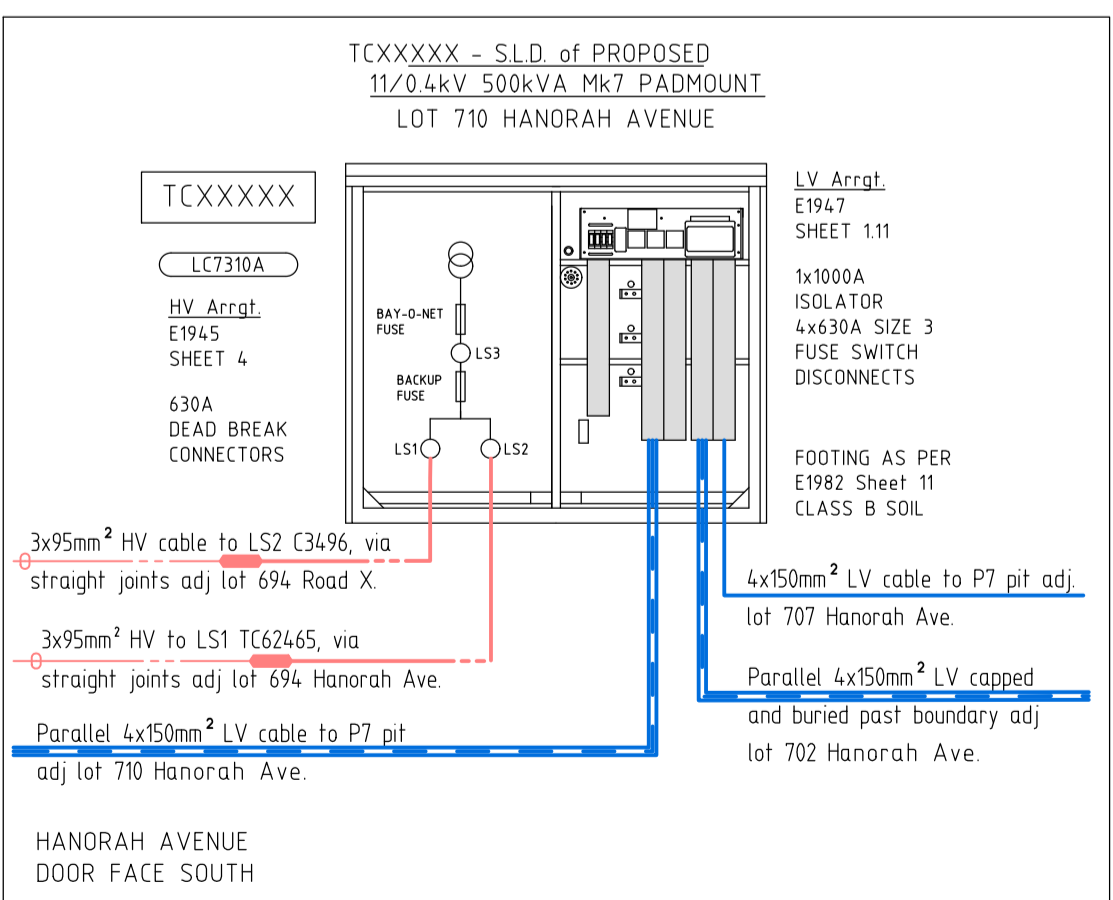 TCXXXXX - S.L.D. of PROPOSED
11/0.4kV 500kVA Mk7 PADMOUNT
LOT 710 HANORAH AVENUE
TCXXXXX
LC7310A
HV Arrgt.
E1945
SHEET 4
630A
DEAD BREAK
CONNECTORS
BAY-O-NET
FUSE
LS3
BACKUP
FUSE
LS1
LS2
LV Arrgt.
E1947
SHEET 1.11
1x1000A
ISOLATOR
4x630A SIZE 3
FUSE SWITCH
DISCONNECTS
FOOTING AS PER
E1982 Sheet 11
CLASS B SOIL
3x95mm² HV cable to LS2 C3496, via
straight joints adj lot 694 Road X.
3x95mm² HV to LS1 TC62465, via
straight joints adj lot 694 Hanorah Ave.
Parallel 4x150mm² LV cable to P7 pit
adj lot 710 Hanorah Ave.
4x150mm² LV cable to P7 pit adj.
lot 707 Hanorah Ave.
Parallel 4x150mm² LV capped
and buried past boundary adj
lot 702 Hanorah Ave.
HANORAH AVENUE
DOOR FACE SOUTH